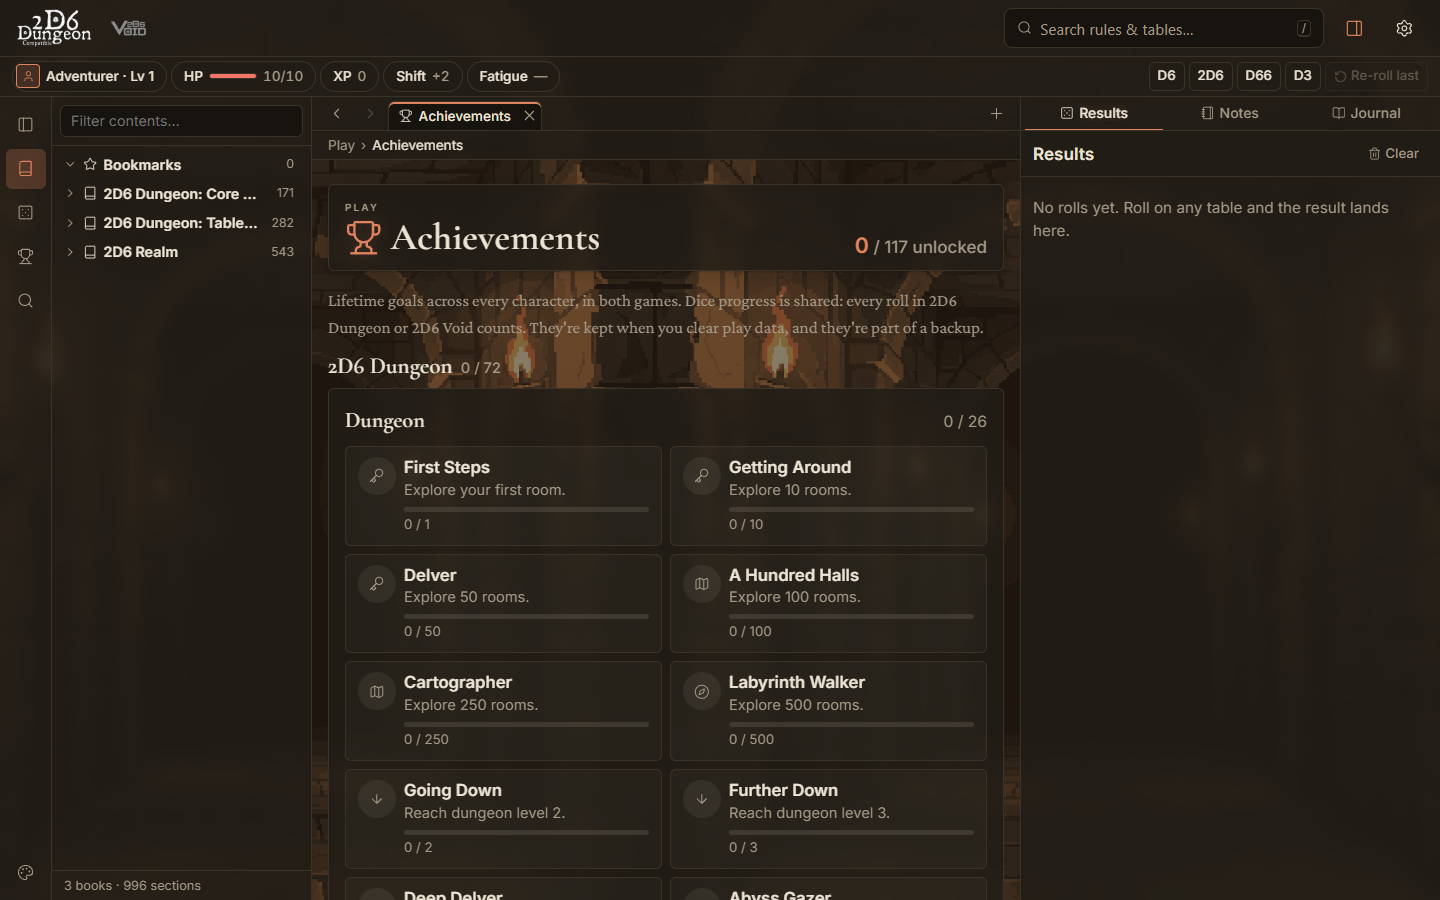 2D6
Dungeon
Compatible
2D6
VOID
Search rules & tables...
/
Adventurer · Lv 1
HP 10/10
XP 0
Shift +2
Fatigue —
D6
2D6
D66
D3
Re-roll last
Filter contents...
Bookmarks 0
2D6 Dungeon: Core ... 171
2D6 Dungeon: Table... 282
2D6 Realm 543
3 books · 996 sections
Achievements
Play › Achievements
PLAY
Achievements
0 / 117 unlocked
Lifetime goals across every character, in both games. Dice progress is shared: every roll in 2D6
Dungeon or 2D6 Void counts. They're kept when you clear play data, and they're part of a backup.
2D6 Dungeon 0 / 72
Dungeon 0 / 26
First Steps
Explore your first room.
0 / 1
Getting Around
Explore 10 rooms.
0 / 10
Delver
Explore 50 rooms.
0 / 50
A Hundred Halls
Explore 100 rooms.
0 / 100
Cartographer
Explore 250 rooms.
0 / 250
Labyrinth Walker
Explore 500 rooms.
0 / 500
Going Down
Reach dungeon level 2.
0 / 2
Further Down
Reach dungeon level 3.
0 / 3
Deep Delver
Abyss Gazer
Results
Notes
Journal
Results
Clear
No rolls yet. Roll on any table and the result lands
here.